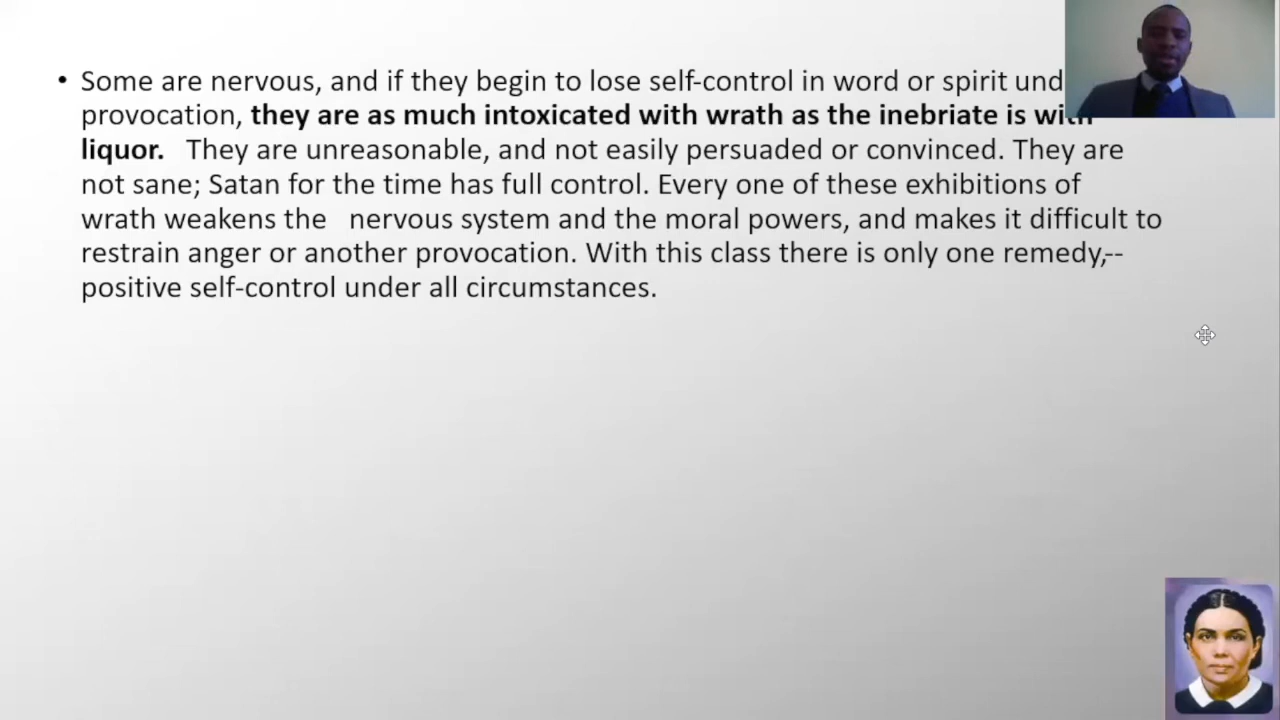 • Some are nervous, and if they begin to lose self-control in word or spirit und
provocation, they are as much intoxicated with wrath as the inebriate is with
liquor. They are unreasonable, and not easily persuaded or convinced. They are
not sane; Satan for the time has full control. Every one of these exhibitions of
wrath weakens the nervous system and the moral powers, and makes it difficult to
restrain anger or another provocation. With this class there is only one remedy,--
positive self-control under all circumstances.